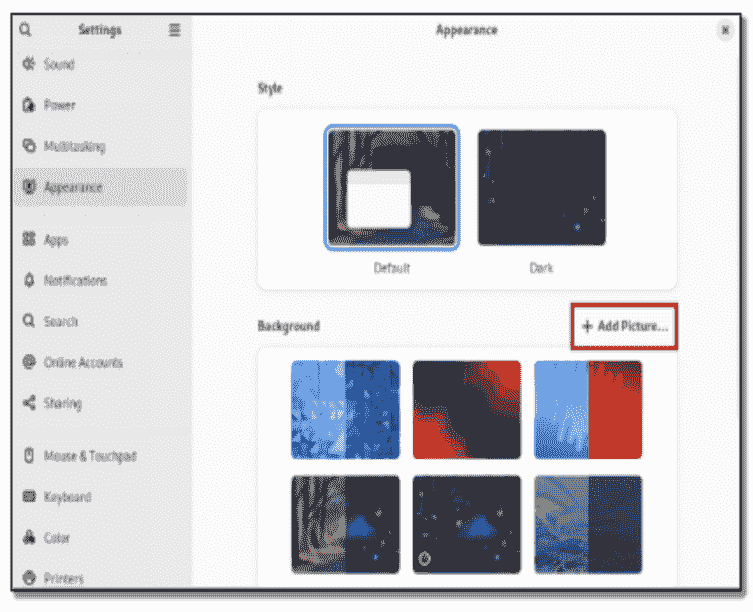 Settings
Sound
Power
Multitasking
Appearance
Apps
Notifications
Search
Online Accounts
Sharing
Mouse & Touchpad
Keyboard
Color
Printers
Appearance
Style
Default
Dark
Background
+ Add Picture...